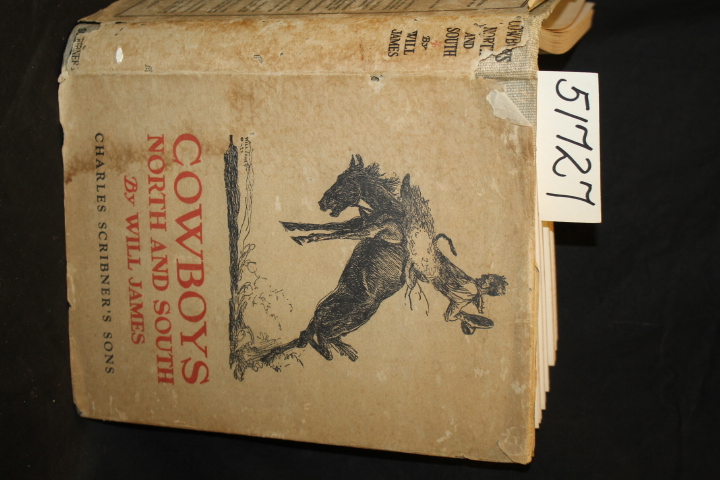 COWBOYS
NORTH AND SOUTH
By WILL JAMES
CHARLES SCRIBNER'S SONS
COWBOYS
NORTH
AND
SOUTH
By
WILL
JAMES
51727